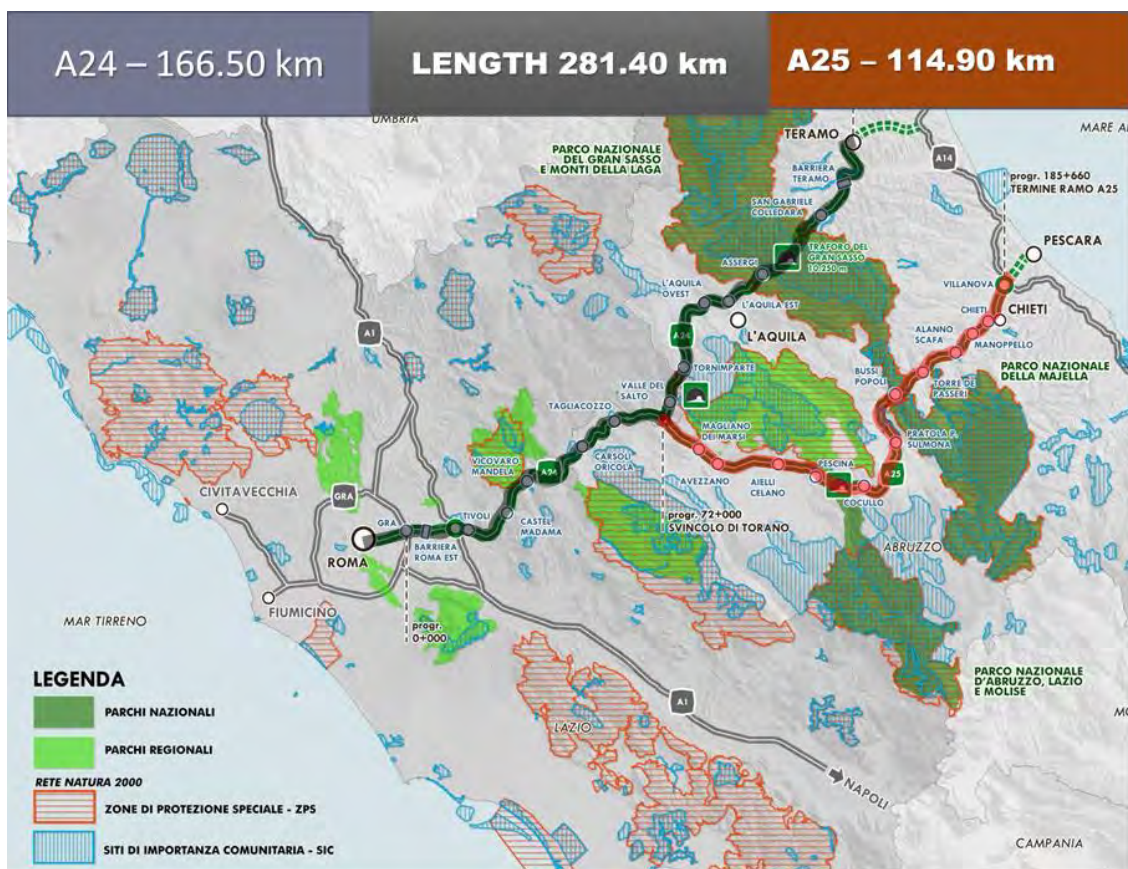 A24 – 166.50 km
LENGTH 281.40 km
A25 – 114.90 km
UMBRIA
MARE
PARCO NAZIONALE
DEL GRAN SASSO
E MONTI DELLA LAGA
TERAMO
BARRIERA
TERAMO
A14
progr. 185+660
TERMINE RAMO A25
SAN GABRIELE
COLLEDARA
TRAFORO DEL
GRAN SASSO
10.250 m
PESCARA
ASSERGI
VILLANOVA
L'AQUILA
OVEST
L'AQUILA EST
CHIETI
CHIETI
L'AQUILA
A24
A1
ALANNO
SCAFA
MANOPPELLO
TORNIMPARTE
PARCO NAZIONALE
DELLA MAJELLA
VALLE DEL
SALTO
BUSSI
POPOLI
TORRE DE
PASSERI
TAGLIACOZZO
MAGLIANO
DEI MARSI
PRATOLA P.
SULMONA
VICOVARO
MANDELA
CARSOLI
ORICOLA
A24
AVEZZANO
AIELLI
CELANO
PESCINA
A25
COCULLO
CIVITAVECCHIA
GRA
progr. 72+000
SVINCOLO DI TORANO
GRA
TIVOLI
CASTEL
MADAMA
ABRUZZO
ROMA
BARRIERA
ROMA EST
FIUMICINO
MAR TIRRENO
progr.
0+000
LEGENDA
PARCHI NAZIONALI
PARCHI REGIONALI
RETE NATURA 2000
ZONE DI PROTEZIONE SPECIALE - ZPS
SITI DI IMPORTANZA COMUNITARIA - SIC
PARCO NAZIONALE
D'ABRUZZO, LAZIO
E MOLISE
A1
LAZIO
NAPOLI
CAMPANIA